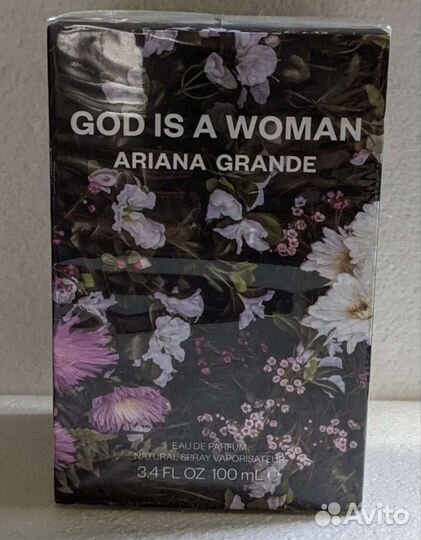 GOD IS A WOMAN
ARIANA GRANDE
EAU DE PARFUM
NATURAL SPRAY VAPORISATEUR
3.4 FL OZ 100 mL ℮
Avito